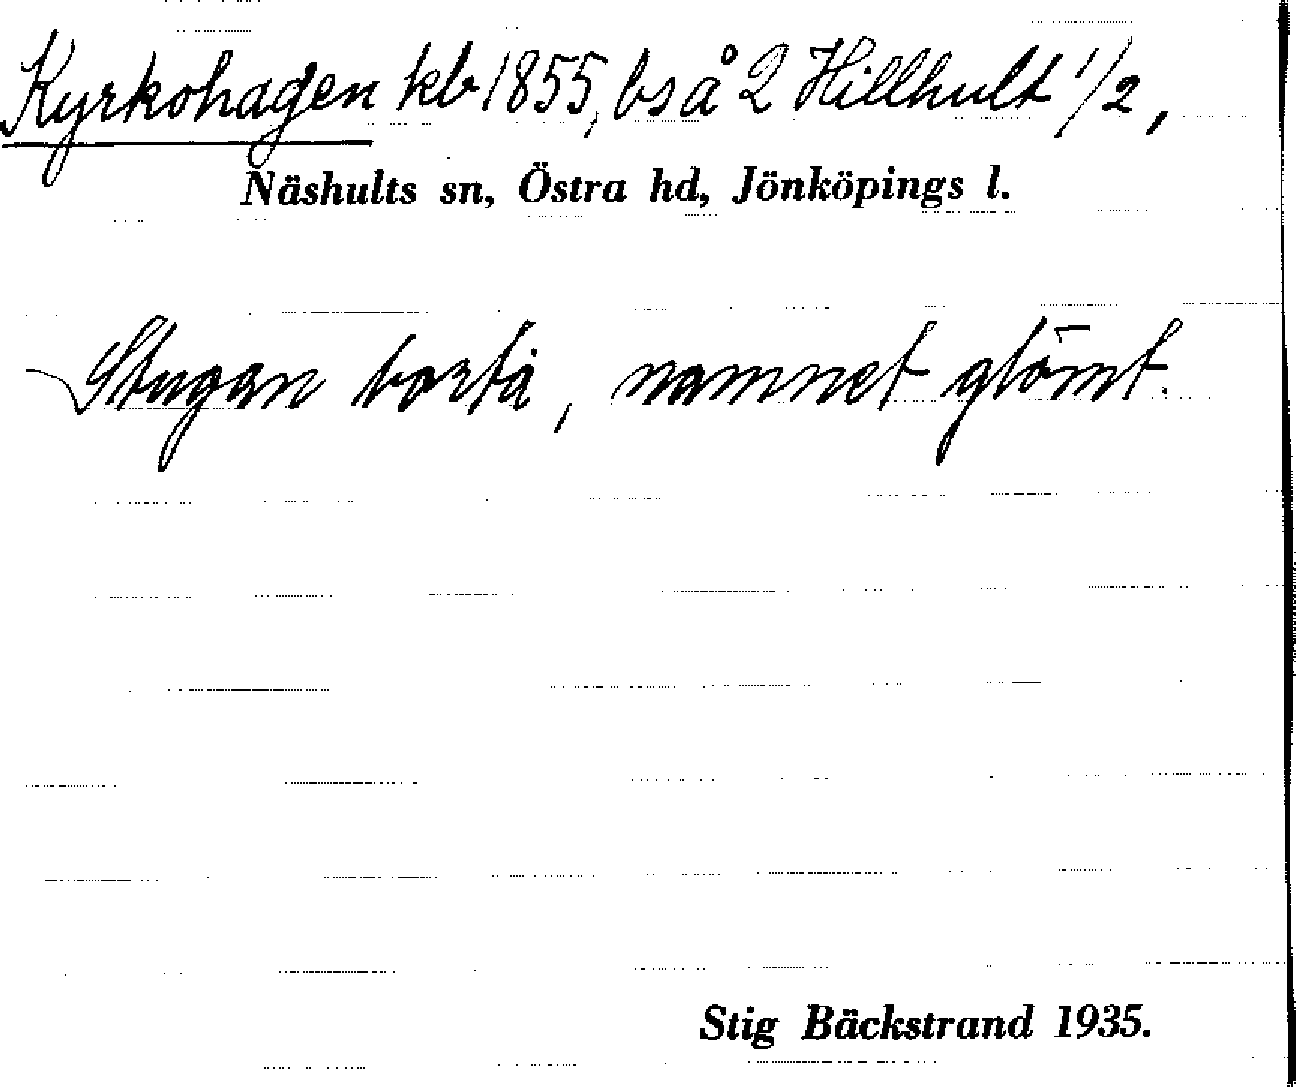 Kyrkohagen kb 1855, bs å 2 Hillhult 1/2,
Näshults sn, Östra hd, Jönköpings l.
Stugan borta, namnet glömt.
Stig Bäckstrand 1935.